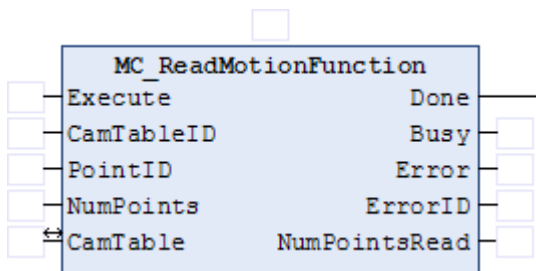 MC_ReadMotionFunction
Execute Done
CamTableID Busy
PointID Error
NumPoints ErrorID
CamTable NumPointsRead